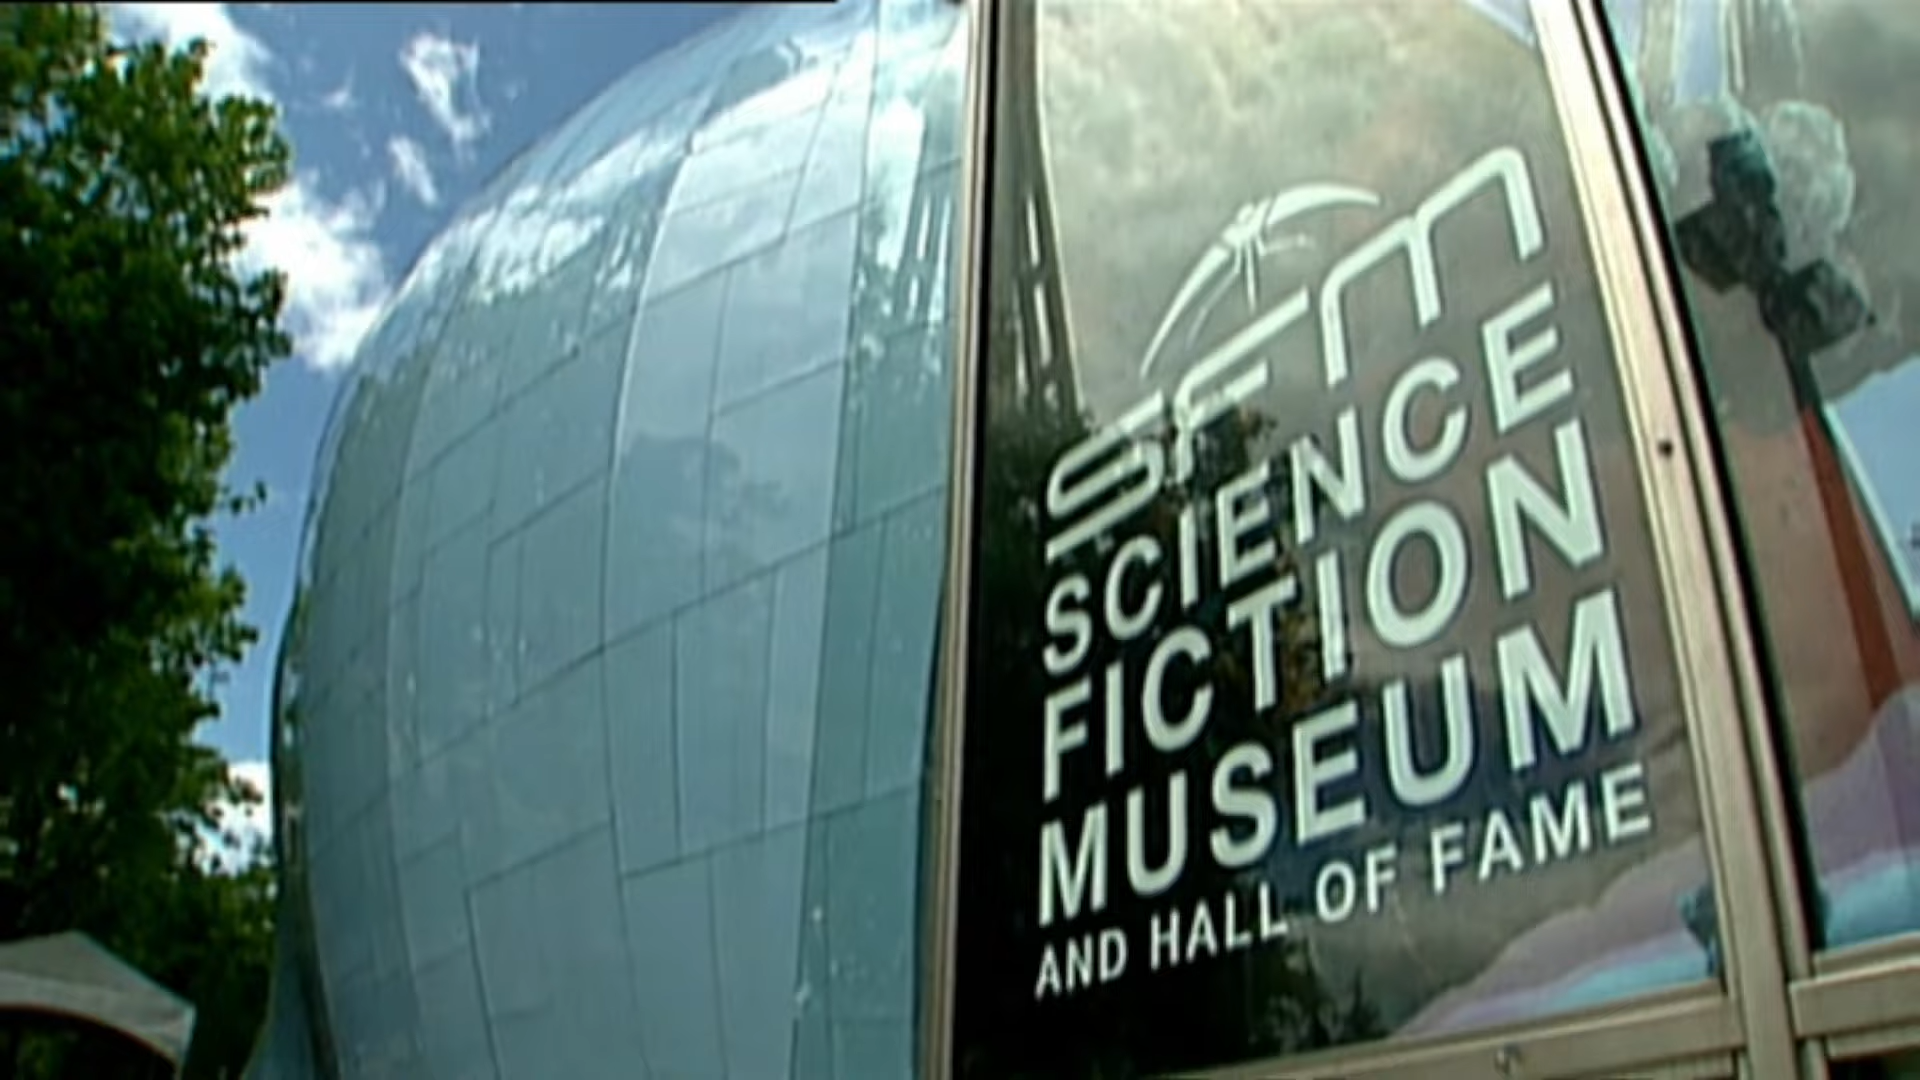 SFM
SCIENCE
FICTION
MUSEUM
AND HALL OF FAME